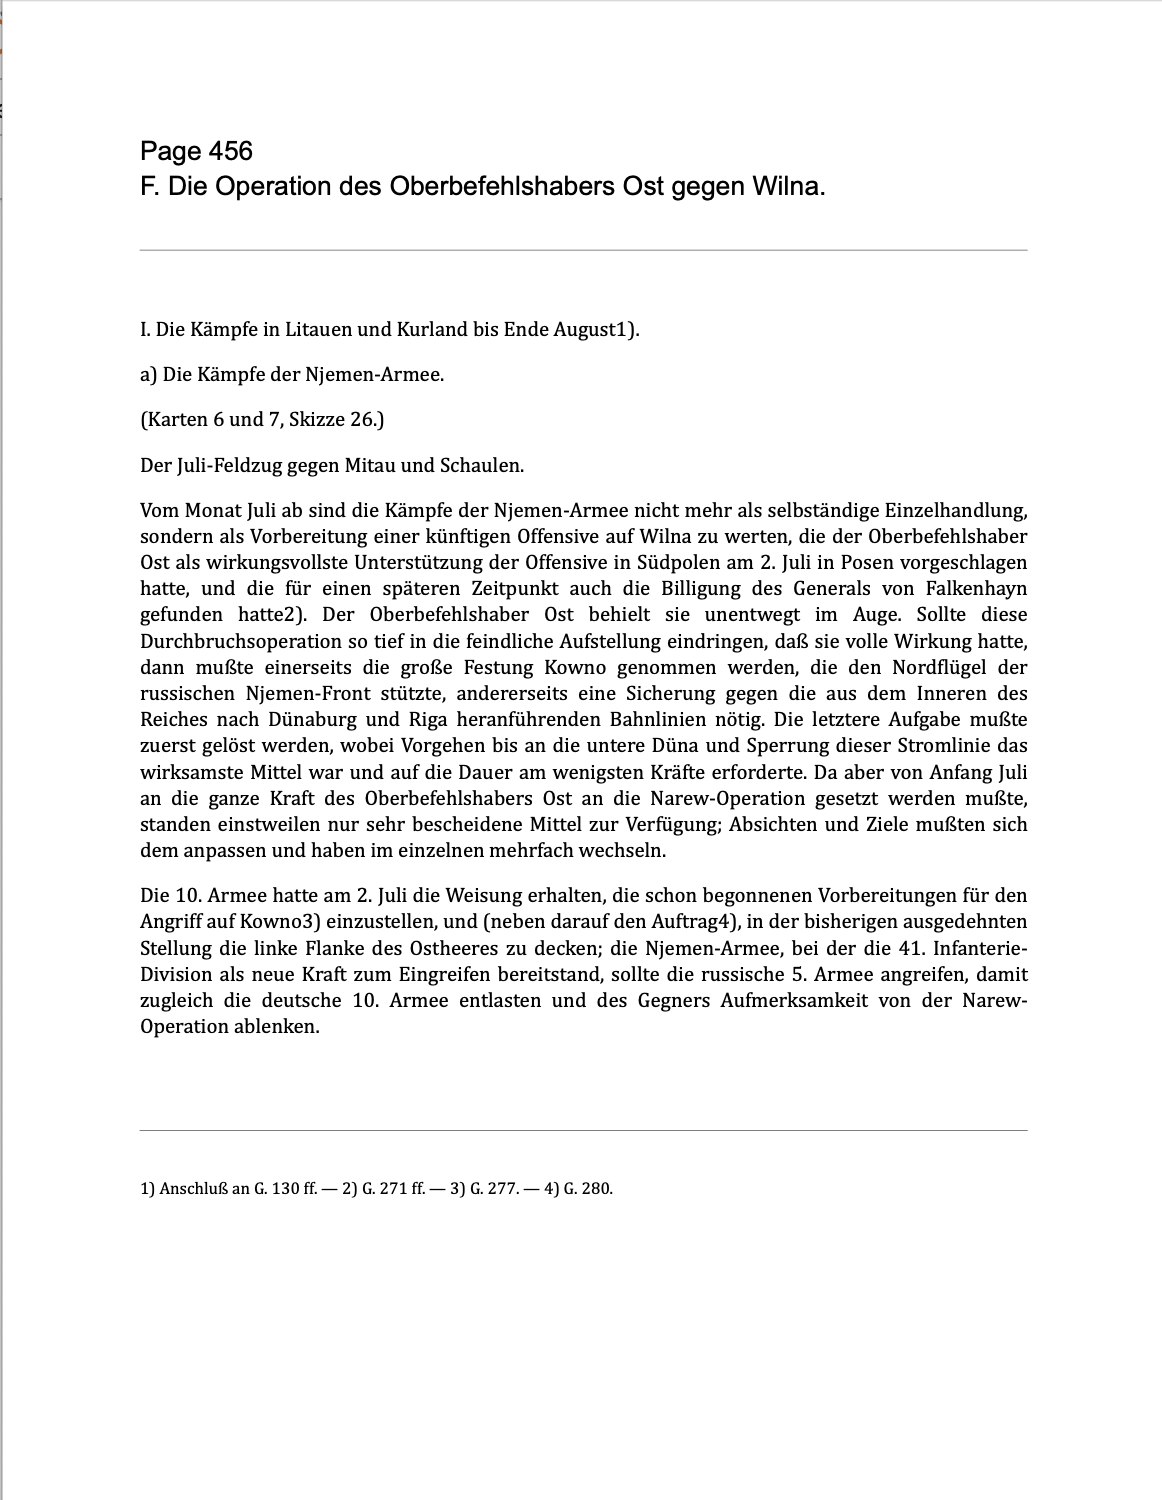 Page 456
F. Die Operation des Oberbefehlshabers Ost gegen Wilna.
I. Die Kämpfe in Litauen und Kurland bis Ende August1).
a) Die Kämpfe der Njemen-Armee.
(Karten 6 und 7, Skizze 26.)
Der Juli-Feldzug gegen Mitau und Schaulen.
Vom Monat Juli ab sind die Kämpfe der Njemen-Armee nicht mehr als selbständige Einzelhandlung,
sondern als Vorbereitung einer künftigen Offensive auf Wilna zu werten, die der Oberbefehlshaber
Ost als wirkungsvollste Unterstützung der Offensive in Südpolen am 2. Juli in Posen vorgeschlagen
hatte, und die für einen späteren Zeitpunkt auch die Billigung des Generals von Falkenhayn
gefunden hatte2). Der Oberbefehlshaber Ost behielt sie unentwegt im Auge. Sollte diese
Durchbruchsoperation so tief in die feindliche Aufstellung eindringen, daß sie volle Wirkung hatte,
dann mußte einerseits die große Festung Kowno genommen werden, die den Nordflügel der
russischen Njemen-Front stützte, andererseits eine Sicherung gegen die aus dem Inneren des
Reiches nach Dünaburg und Riga heranführenden Bahnlinien nötig. Die letztere Aufgabe mußte
zuerst gelöst werden, wobei Vorgehen bis an die untere Düna und Sperrung dieser Stromlinie das
wirksamste Mittel war und auf die Dauer am wenigsten Kräfte erforderte. Da aber von Anfang Juli
an die ganze Kraft des Oberbefehlshabers Ost an die Narew-Operation gesetzt werden mußte,
standen einstweilen nur sehr bescheidene Mittel zur Verfügung; Absichten und Ziele mußten sich
dem anpassen und haben im einzelnen mehrfach wechseln.
Die 10. Armee hatte am 2. Juli die Weisung erhalten, die schon begonnenen Vorbereitungen für den
Angriff auf Kowno3) einzustellen, und (neben darauf den Auftrag4), in der bisherigen ausgedehnten
Stellung die linke Flanke des Ostheeres zu decken; die Njemen-Armee, bei der die 41. Infanterie-
Division als neue Kraft zum Eingreifen bereitstand, sollte die russische 5. Armee angreifen, damit
zugleich die deutsche 10. Armee entlasten und des Gegners Aufmerksamkeit von der Narew-
Operation ablenken.
1) Anschluß an G. 130 ff. — 2) G. 271 ff. — 3) G. 277. — 4) G. 280.